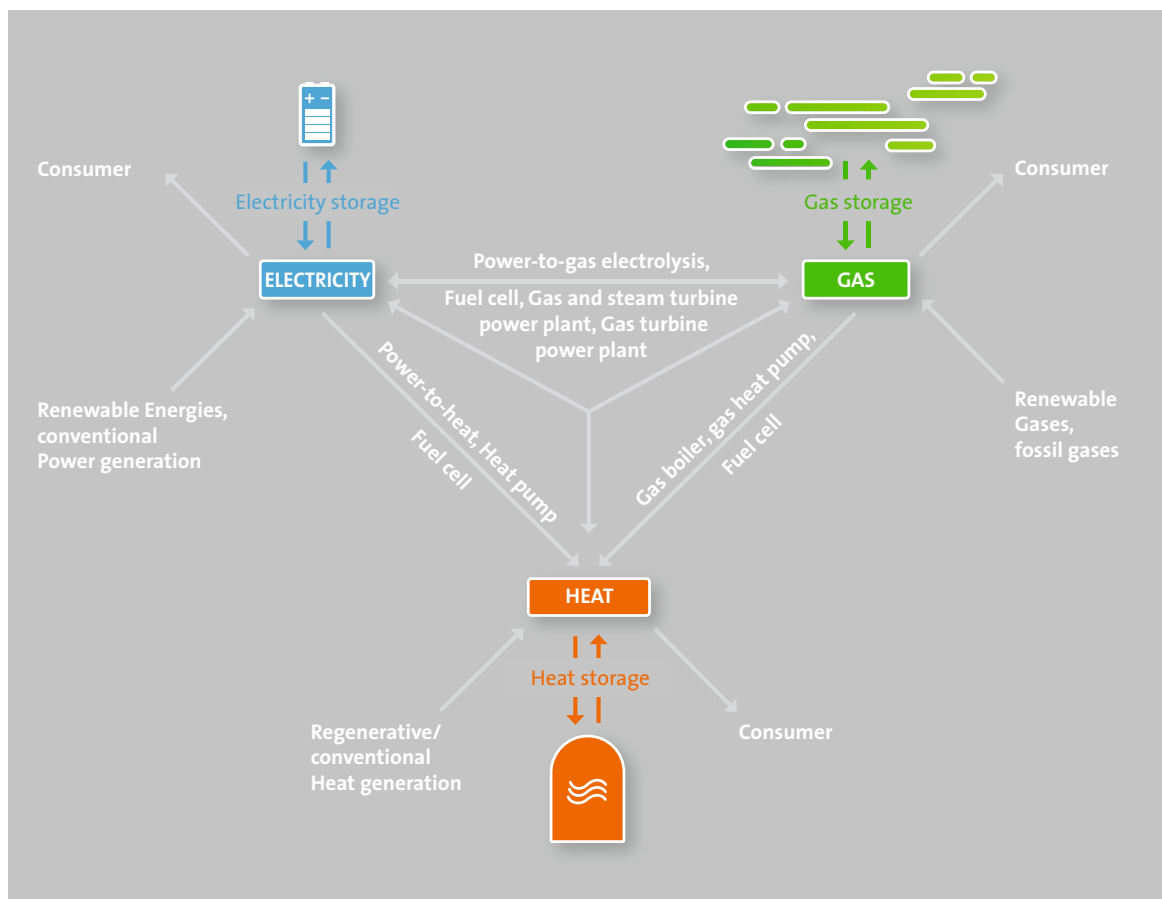 + −
Consumer
Electricity storage
ELECTRICITY
Renewable Energies,
conventional
Power generation
Power-to-gas electrolysis,
Fuel cell, Gas and steam turbine
power plant, Gas turbine
power plant
Gas storage
GAS
Consumer
Renewable
Gases,
fossil gases
Power-to-heat, Heat pump
Fuel cell
Gas boiler, gas heat pump,
Fuel cell
HEAT
Heat storage
Regenerative/
conventional
Heat generation
Consumer